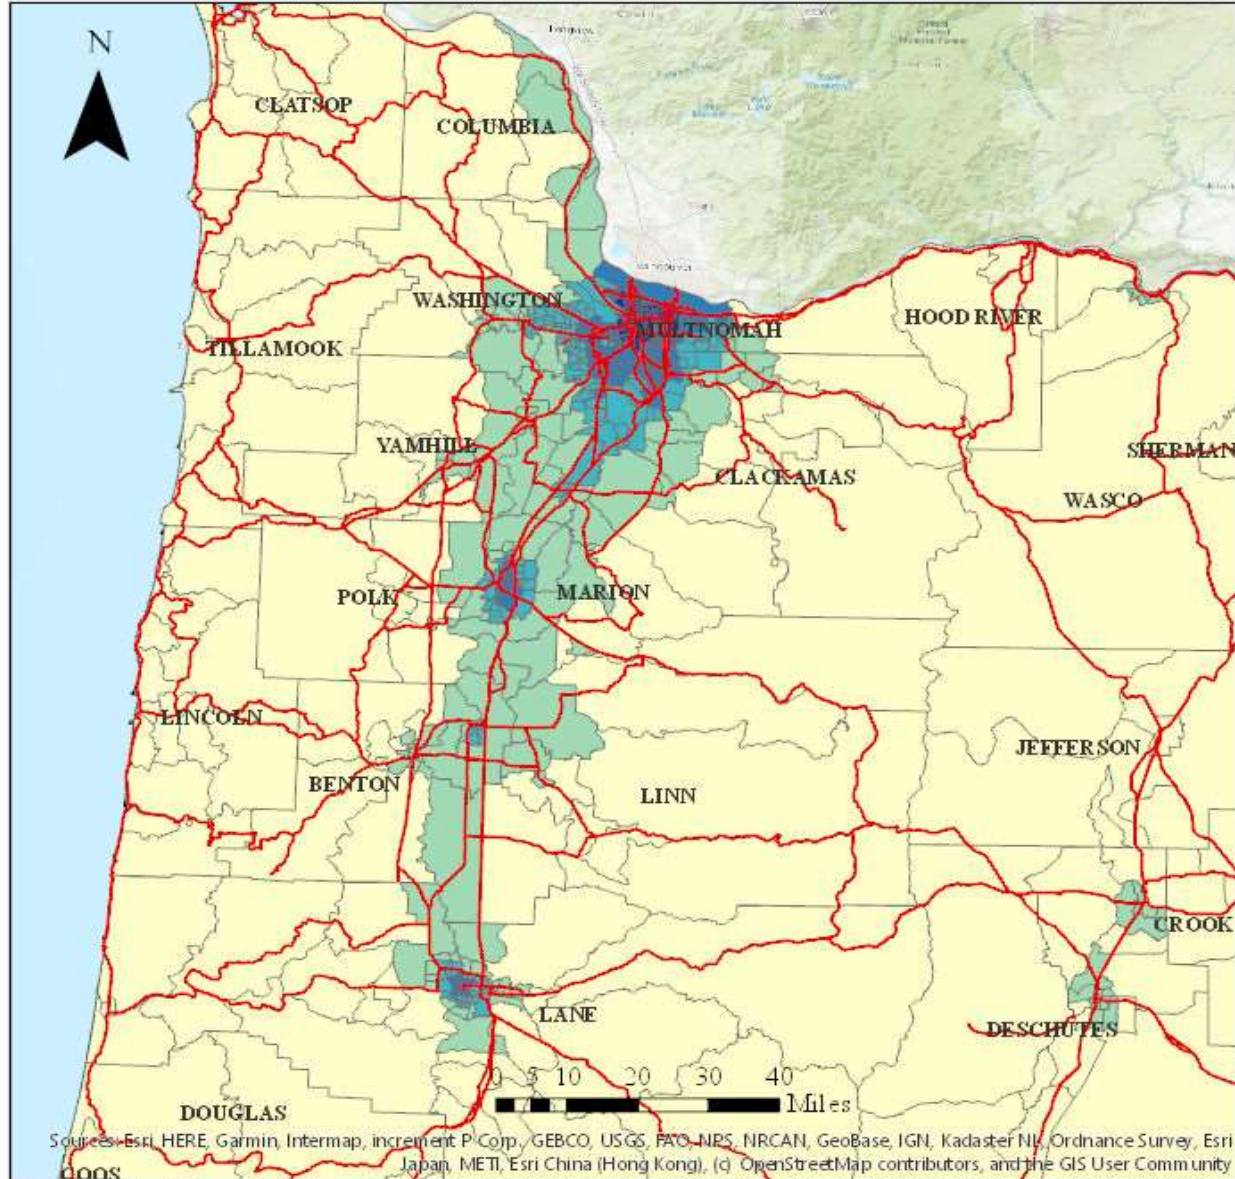 N
CLATSOP
COLUMBIA
WASHINGTON
MULTNOMAH
HOOD RIVER
TILLAMOOK
YAMHILL
SHERMAN
CLACKAMAS
WASCO
POLK
MARION
LINCOLN
JEFFERSON
BENTON
LINN
CROOK
LANE
DESCHUTES
0 5 10 20 30 40
Miles
DOUGLAS
Sources: Esri, HERE, Garmin, Intermap, increment P Corp., GEBCO, USGS, FAO, NPS, NRCAN, GeoBase, IGN, Kadaster NL, Ordnance Survey, Esri
Japan, METI, Esri China (Hong Kong), (c) OpenStreetMap contributors, and the GIS User Community
COOS